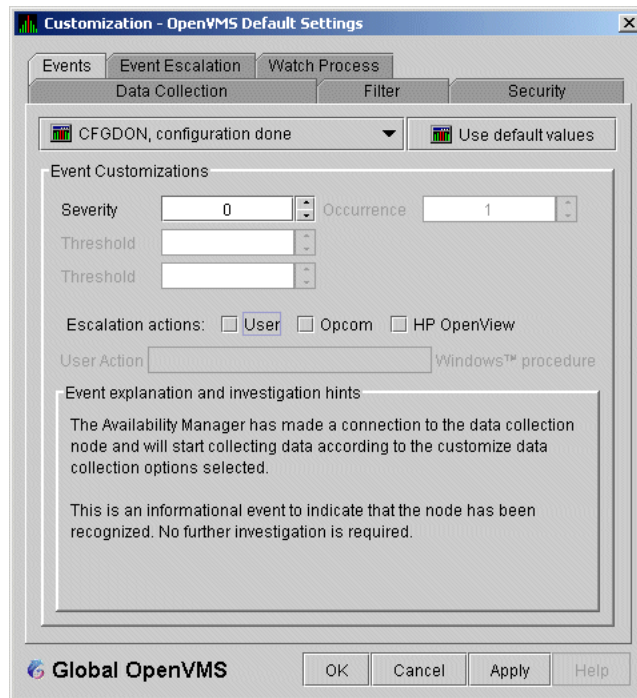 Customization - OpenVMS Default Settings
Events Event Escalation Watch Process
Data Collection Filter Security
CFGDON, configuration done Use default values
Event Customizations
Severity 0 Occurrence 1
Threshold
Threshold
Escalation actions: User Opcom HP OpenView
User Action Windows™ procedure
Event explanation and investigation hints
The Availability Manager has made a connection to the data collection
node and will start collecting data according to the customize data
collection options selected.
This is an informational event to indicate that the node has been
recognized. No further investigation is required.
Global OpenVMS OK Cancel Apply Help